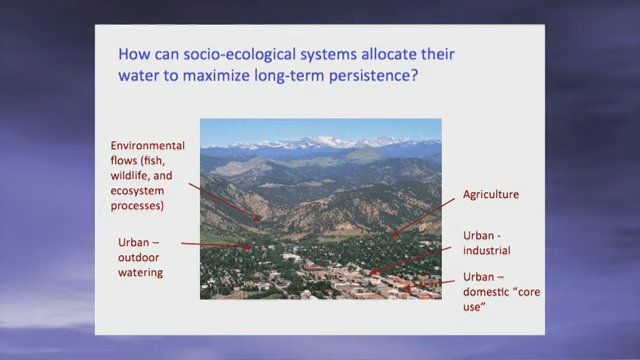 How can socio-ecological systems allocate their
water to maximize long-term persistence?
Environmental
flows (fish,
wildlife, and
ecosystem
processes)
Urban –
outdoor
watering
Agriculture
Urban -
industrial
Urban –
domestic “core
use”